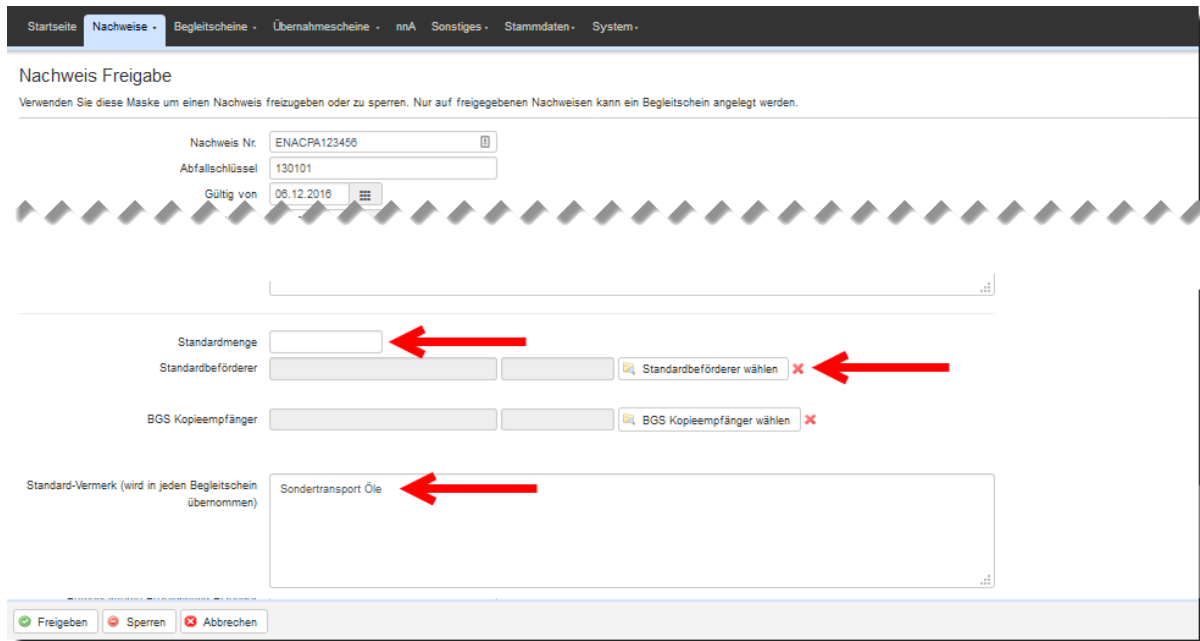 Startseite Nachweise Begleitscheine Übernahmescheine nnA Sonstiges Stammdaten System
Nachweis Freigabe
Verwenden Sie diese Maske um einen Nachweis freizugeben oder zu sperren. Nur auf freigegebenen Nachweisen kann ein Begleitschein angelegt werden.
Nachweis Nr. ENACPA123456
Abfallschlüssel 130101
Gültig von 06.12.2016
Standardmenge
Standardbeförderer Standardbeförderer wählen
BGS Kopieempfänger BGS Kopieempfänger wählen
Standard-Vermerk (wird in jeden Begleitschein Sondertransport Öle
übernommen)
Freigeben Sperren Abbrechen